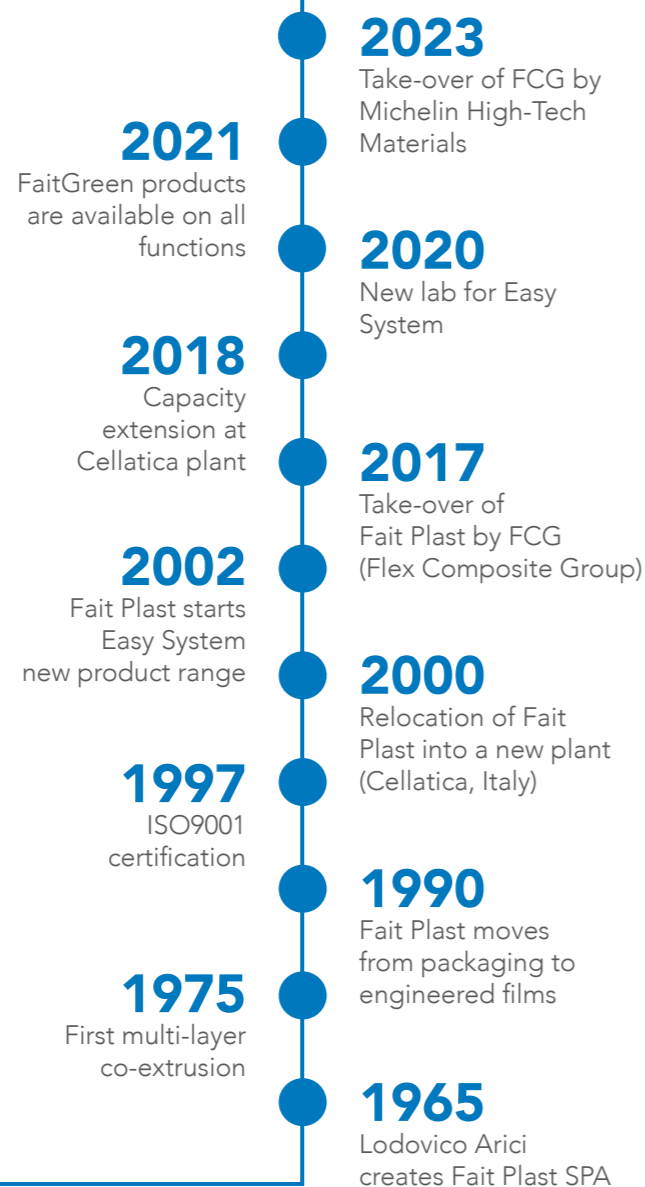 2023
Take-over of FCG by
Michelin High-Tech
Materials
2021
FaitGreen products
are available on all
functions
2020
New lab for Easy
System
2018
Capacity
extension at
Cellatica plant
2017
Take-over of
Fait Plast by FCG
(Flex Composite Group)
2002
Fait Plast starts
Easy System
new product range
2000
Relocation of Fait
Plast into a new plant
(Cellatica, Italy)
1997
ISO9001
certification
1990
Fait Plast moves
from packaging to
engineered films
1975
First multi-layer
co-extrusion
1965
Lodovico Arici
creates Fait Plast SPA